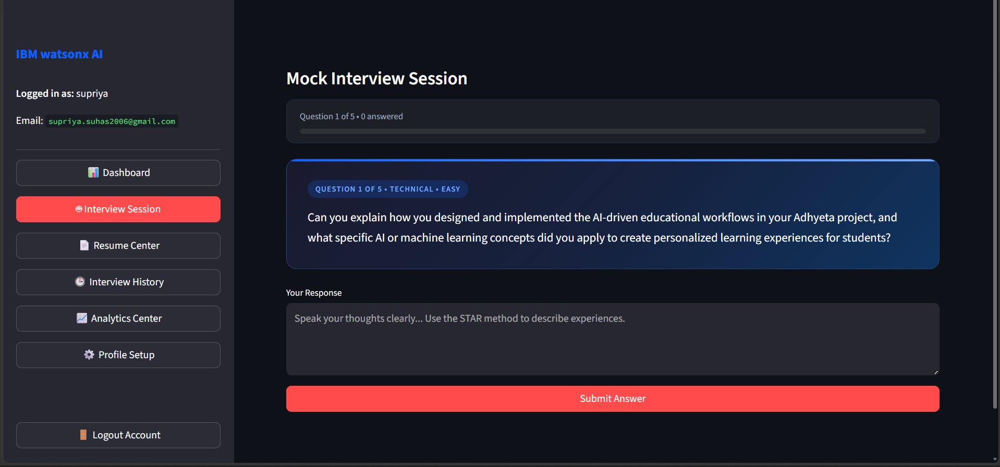 IBM watsonx AI
Logged in as: supriya
Email: supriya.suhas2006@gmail.com
Dashboard
Interview Session
Resume Center
Interview History
Analytics Center
Profile Setup
Logout Account
Mock Interview Session
Question 1 of 5 • 0 answered
QUESTION 1 OF 5 • TECHNICAL • EASY
Can you explain how you designed and implemented the AI-driven educational workflows in your Adhyeta project, and
what specific AI or machine learning concepts did you apply to create personalized learning experiences for students?
Your Response
Speak your thoughts clearly... Use the STAR method to describe experiences.
Submit Answer